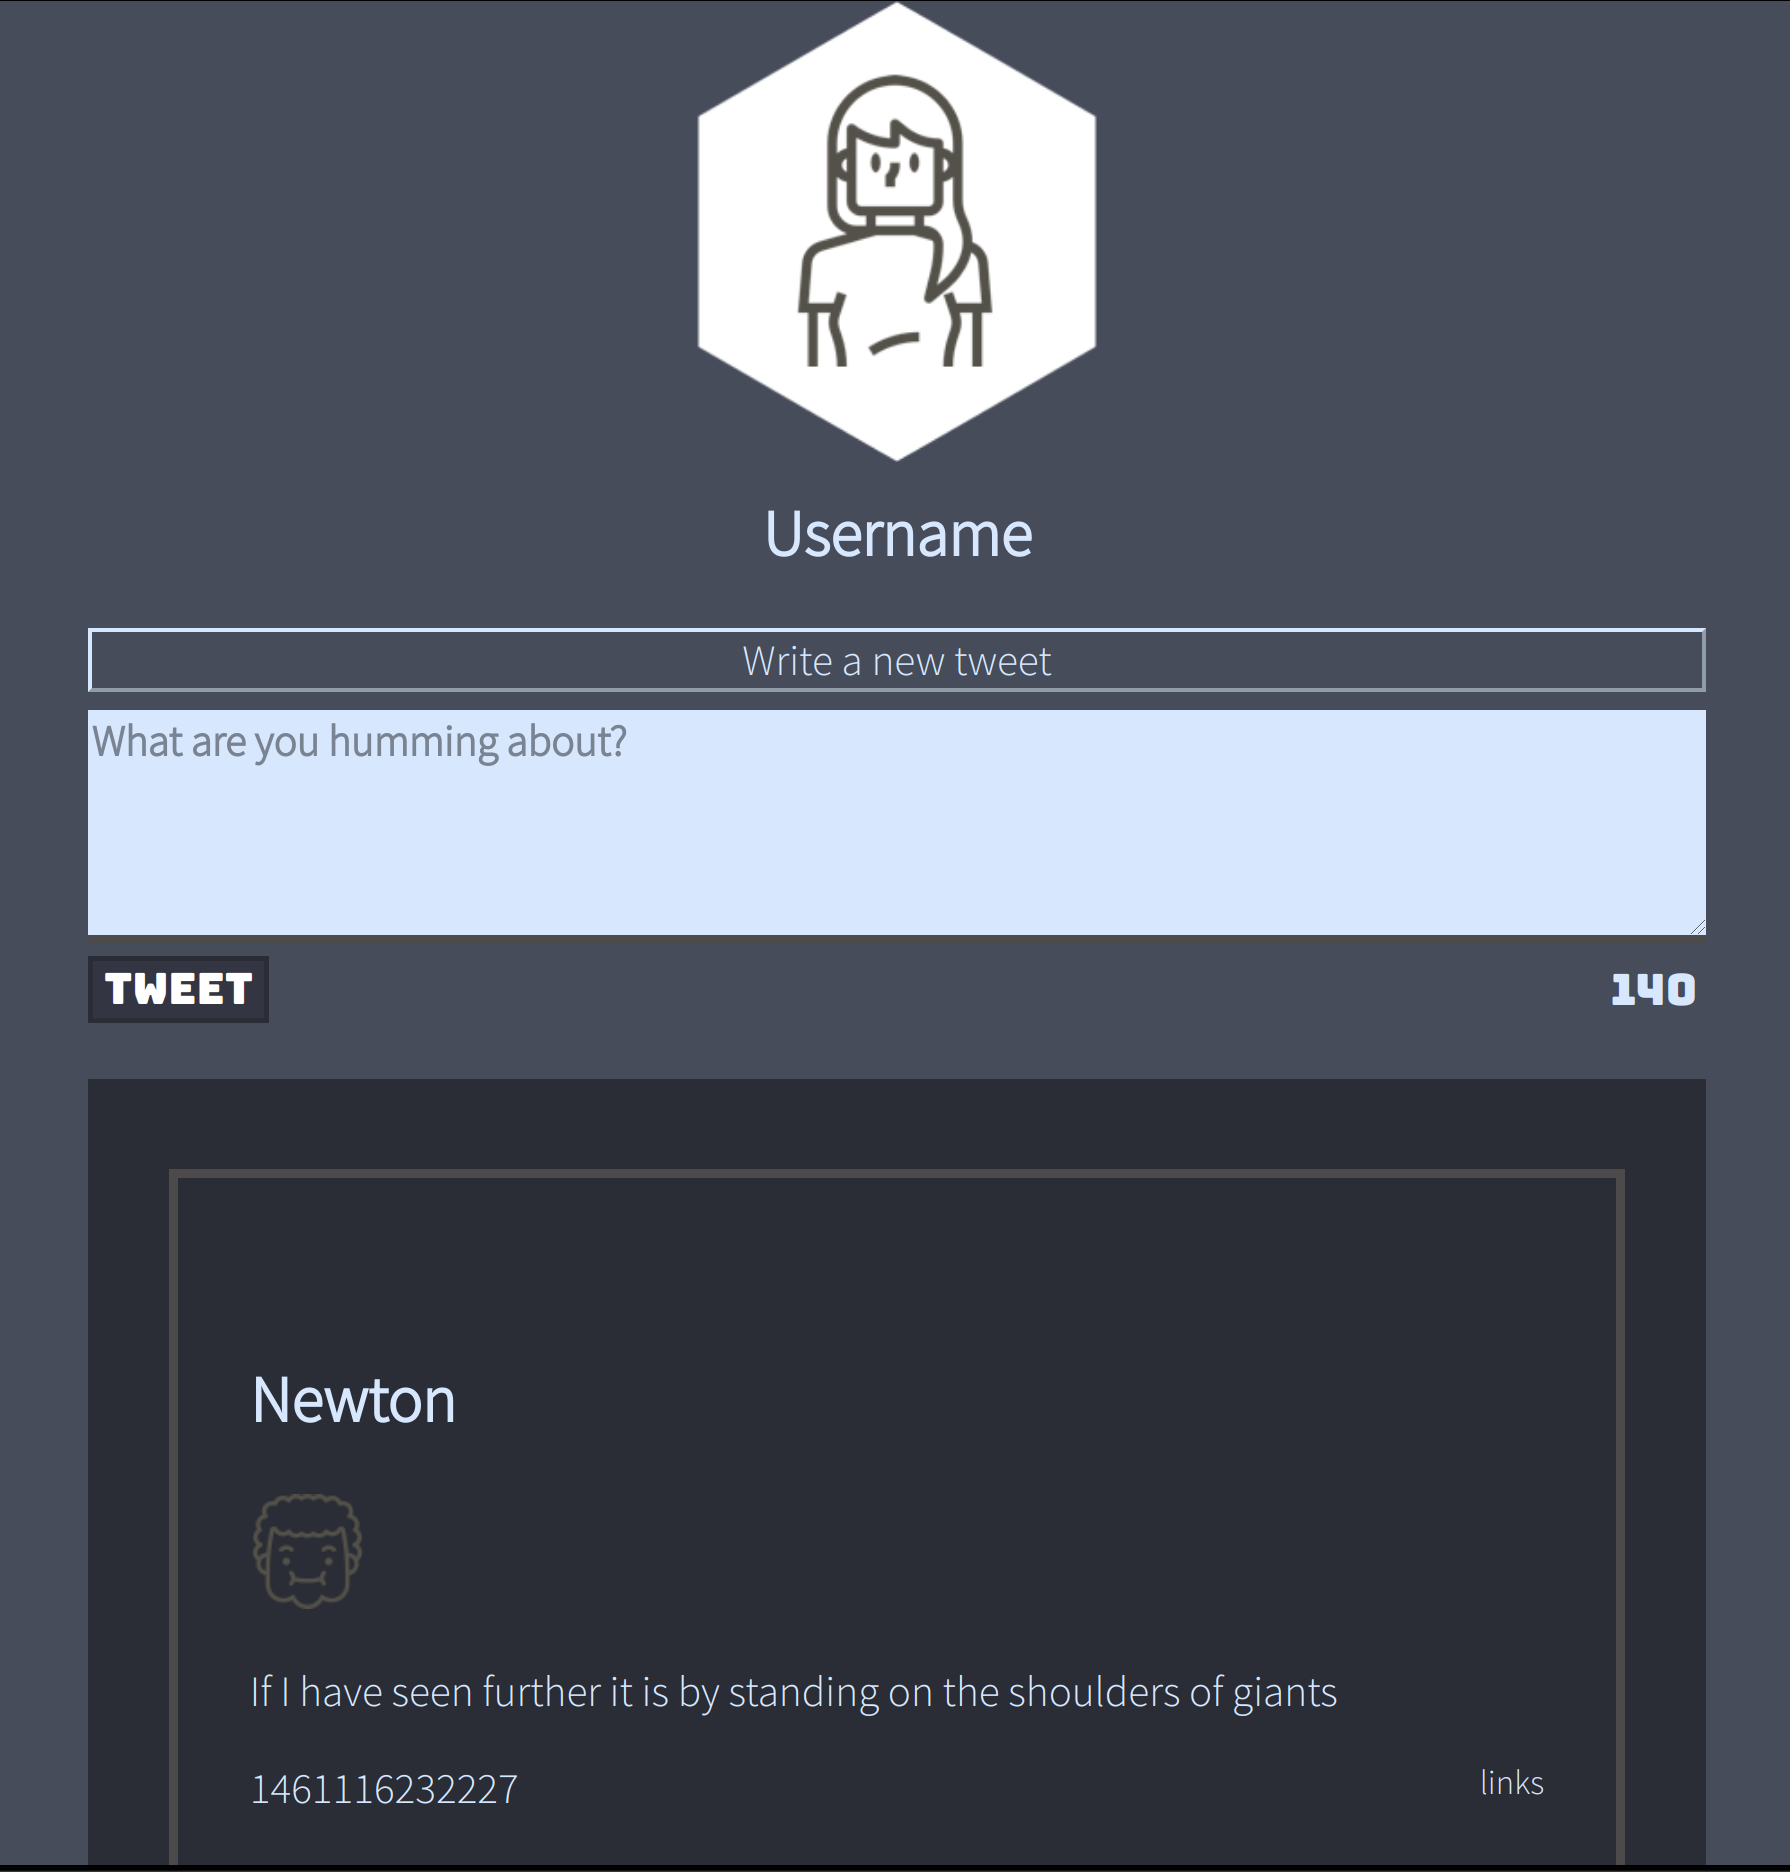 Username
Write a new tweet
What are you humming about?
TWEET
140
Newton
If I have seen further it is by standing on the shoulders of giants
1461116232227
links